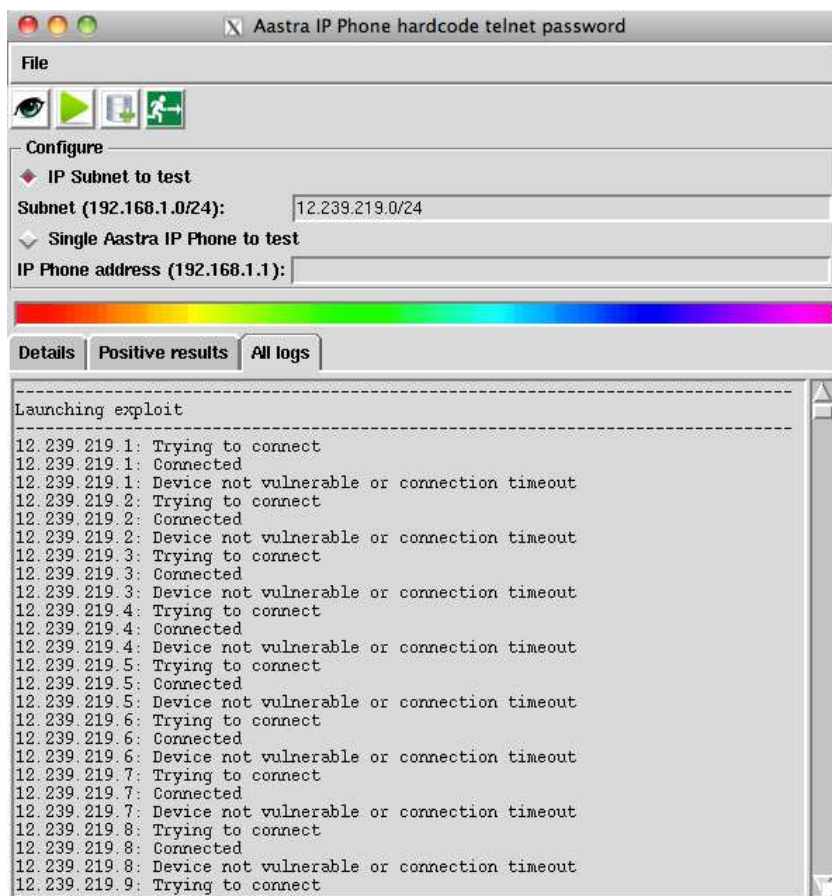 X Aastra IP Phone hardcode telnet password
File
Configure
IP Subnet to test
Subnet (192.168.1.0/24): 12.239.219.0/24
Single Aastra IP Phone to test
IP Phone address (192.168.1.1):
Details Positive results All logs
--------------------------------------------------------------------------------
Launching exploit
--------------------------------------------------------------------------------
12.239.219.1: Trying to connect
12.239.219.1: Connected
12.239.219.1: Device not vulnerable or connection timeout
12.239.219.2: Trying to connect
12.239.219.2: Connected
12.239.219.2: Device not vulnerable or connection timeout
12.239.219.3: Trying to connect
12.239.219.3: Connected
12.239.219.3: Device not vulnerable or connection timeout
12.239.219.4: Trying to connect
12.239.219.4: Connected
12.239.219.4: Device not vulnerable or connection timeout
12.239.219.5: Trying to connect
12.239.219.5: Connected
12.239.219.5: Device not vulnerable or connection timeout
12.239.219.6: Trying to connect
12.239.219.6: Connected
12.239.219.6: Device not vulnerable or connection timeout
12.239.219.7: Trying to connect
12.239.219.7: Connected
12.239.219.7: Device not vulnerable or connection timeout
12.239.219.8: Trying to connect
12.239.219.8: Connected
12.239.219.8: Device not vulnerable or connection timeout
12.239.219.9: Trying to connect